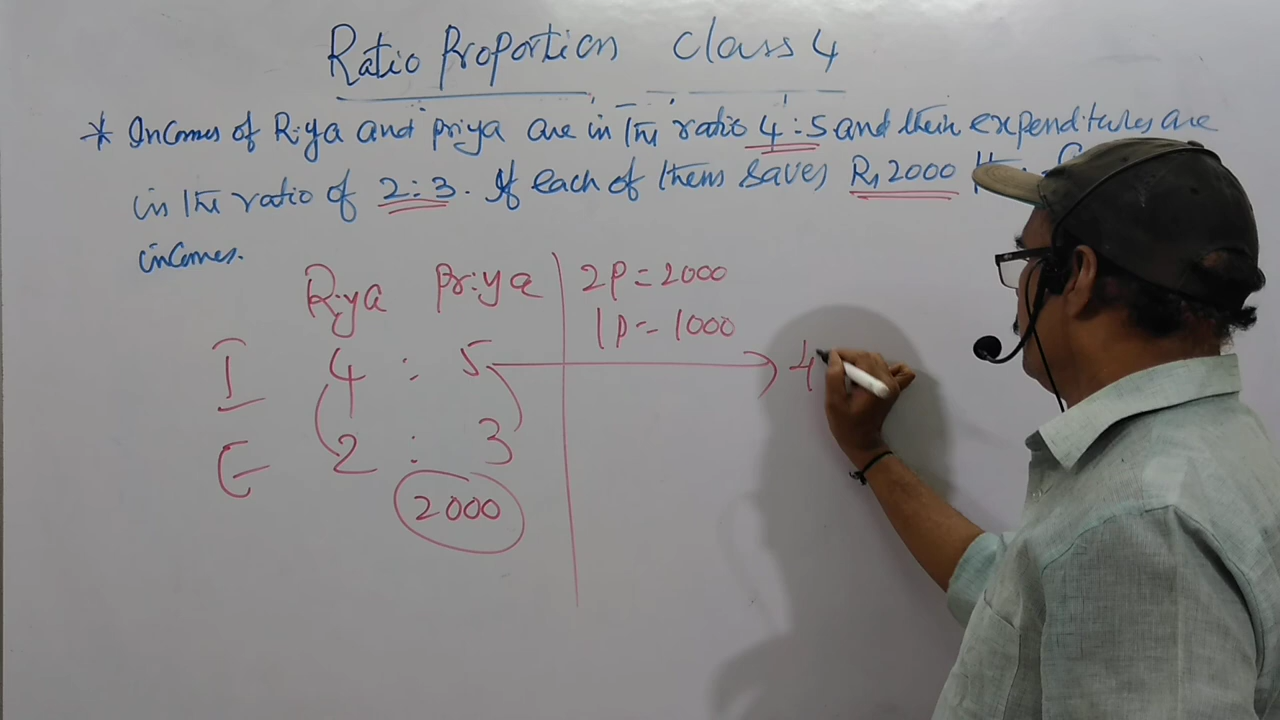 Ratio Proportion Class 4
* Incomes of Riya and priya are in the ratio 4:5 and their expenditures are
in the ratio of 2:3. If each of them saves Rs 2000
incomes.
Riya Priya
2P = 2000
1P = 1000
I 4 : 5 → 4
E 2 : 3
2000